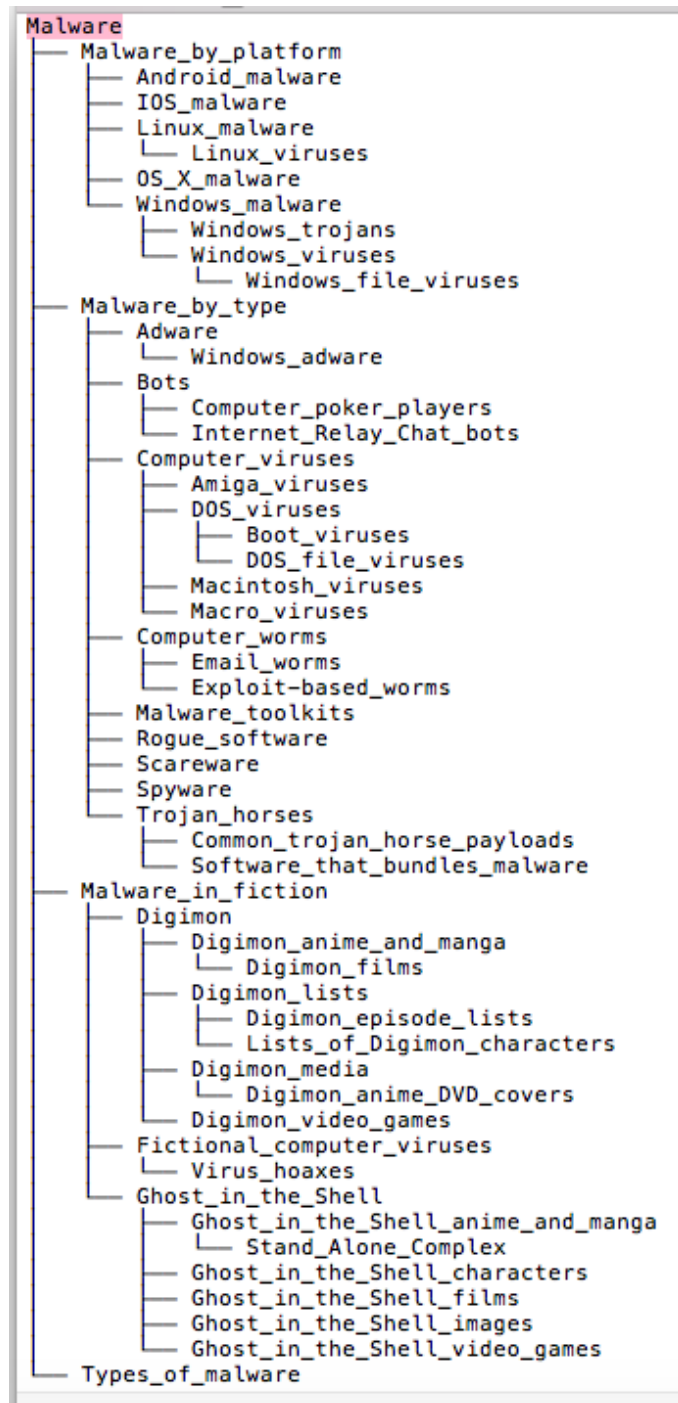 Malware
├── Malware_by_platform
│   ├── Android_malware
│   ├── IOS_malware
│   ├── Linux_malware
│   │   └── Linux_viruses
│   ├── OS_X_malware
│   └── Windows_malware
│       ├── Windows_trojans
│       └── Windows_viruses
│           └── Windows_file_viruses
├── Malware_by_type
│   ├── Adware
│   │   └── Windows_adware
│   ├── Bots
│   │   ├── Computer_poker_players
│   │   └── Internet_Relay_Chat_bots
│   ├── Computer_viruses
│   │   ├── Amiga_viruses
│   │   ├── DOS_viruses
│   │   │   ├── Boot_viruses
│   │   │   └── DOS_file_viruses
│   │   ├── Macintosh_viruses
│   │   └── Macro_viruses
│   ├── Computer_worms
│   │   ├── Email_worms
│   │   └── Exploit-based_worms
│   ├── Malware_toolkits
│   ├── Rogue_software
│   ├── Scareware
│   ├── Spyware
│   └── Trojan_horses
│       ├── Common_trojan_horse_payloads
│       └── Software_that_bundles_malware
├── Malware_in_fiction
│   ├── Digimon
│   │   ├── Digimon_anime_and_manga
│   │   │   └── Digimon_films
│   │   ├── Digimon_lists
│   │   │   ├── Digimon_episode_lists
│   │   │   └── Lists_of_Digimon_characters
│   │   ├── Digimon_media
│   │   │   └── Digimon_anime_DVD_covers
│   │   └── Digimon_video_games
│   ├── Fictional_computer_viruses
│   │   └── Virus_hoaxes
│   └── Ghost_in_the_Shell
│       ├── Ghost_in_the_Shell_anime_and_manga
│       │   └── Stand_Alone_Complex
│       ├── Ghost_in_the_Shell_characters
│       ├── Ghost_in_the_Shell_films
│       ├── Ghost_in_the_Shell_images
│       └── Ghost_in_the_Shell_video_games
└── Types_of_malware